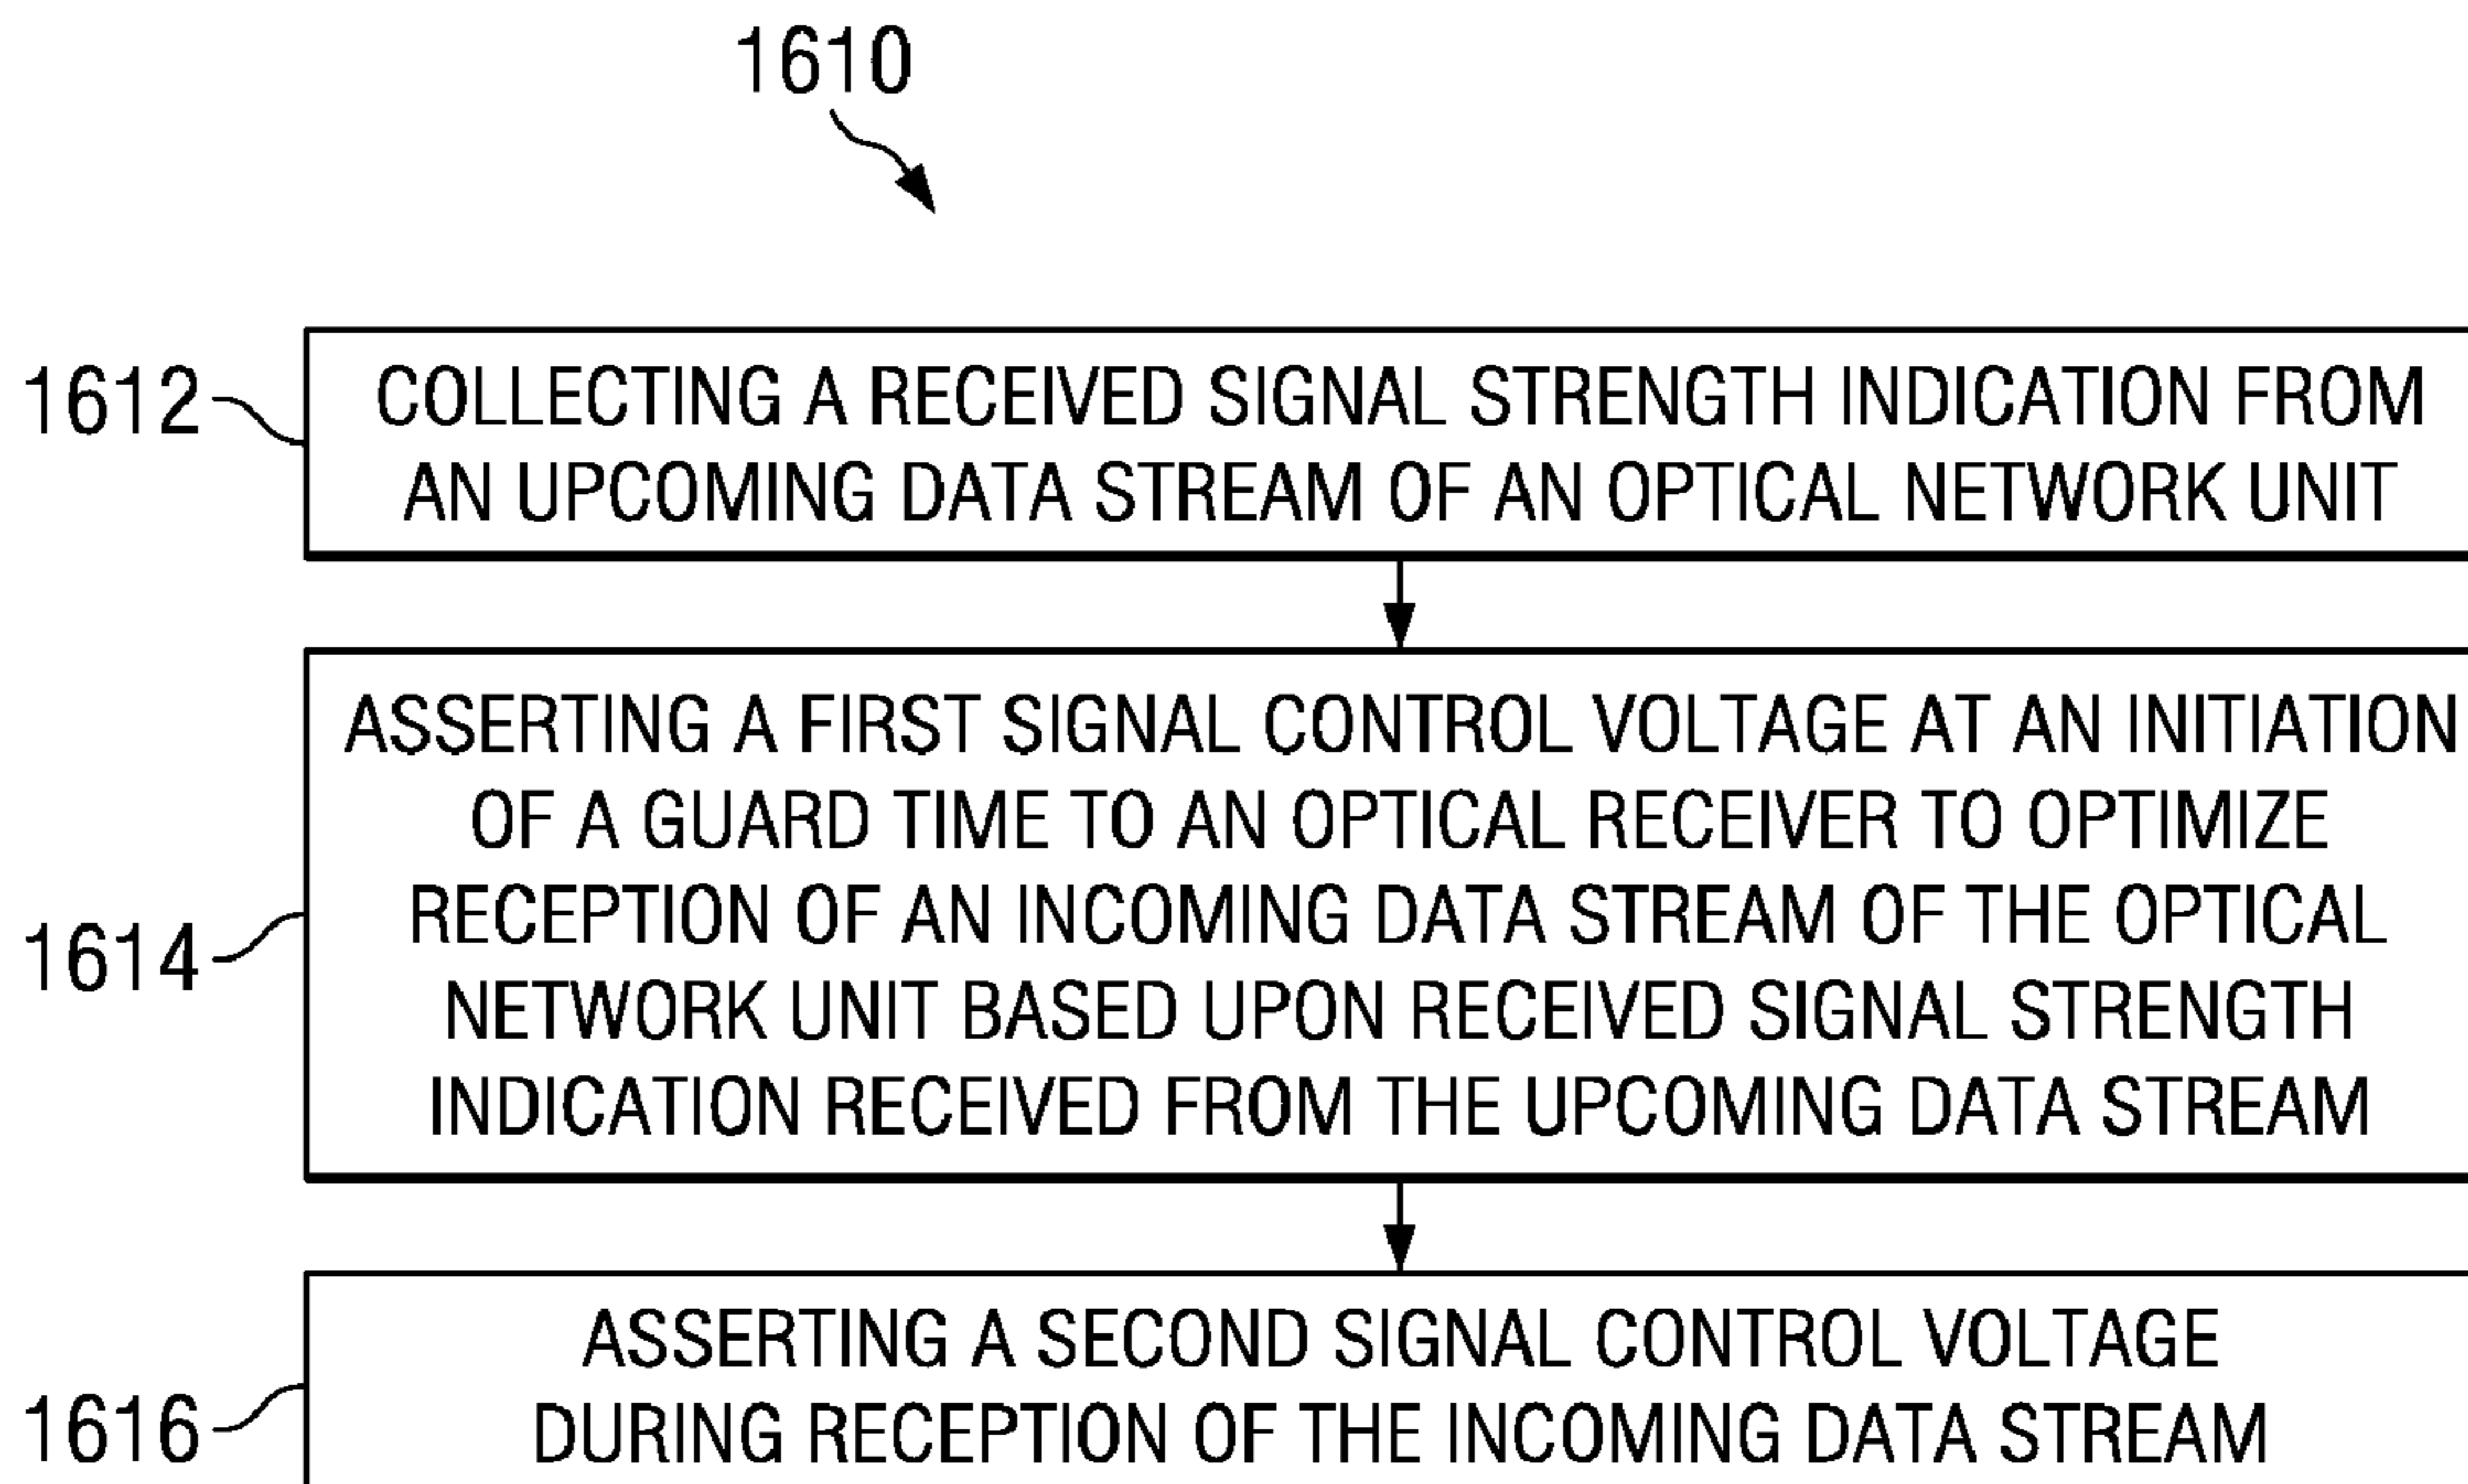 1610
1612
COLLECTING A RECEIVED SIGNAL STRENGTH INDICATION FROM
AN UPCOMING DATA STREAM OF AN OPTICAL NETWORK UNIT
1614
ASSERTING A FIRST SIGNAL CONTROL VOLTAGE AT AN INITIATION
OF A GUARD TIME TO AN OPTICAL RECEIVER TO OPTIMIZE
RECEPTION OF AN INCOMING DATA STREAM OF THE OPTICAL
NETWORK UNIT BASED UPON RECEIVED SIGNAL STRENGTH
INDICATION RECEIVED FROM THE UPCOMING DATA STREAM
1616
ASSERTING A SECOND SIGNAL CONTROL VOLTAGE
DURING RECEPTION OF THE INCOMING DATA STREAM